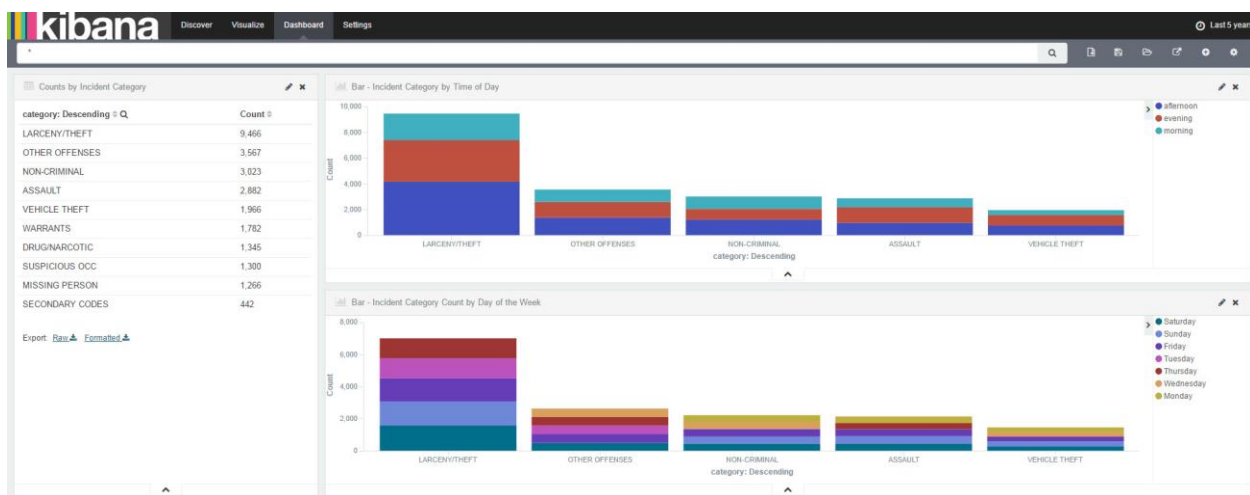 kibana Discover Visualize Dashboard Settings Last 5 year
*
Counts by Incident Category
category: Descending Count
LARCENY/THEFT 9,466
OTHER OFFENSES 3,567
NON-CRIMINAL 3,023
ASSAULT 2,882
VEHICLE THEFT 1,966
WARRANTS 1,782
DRUG/NARCOTIC 1,345
SUSPICIOUS OCC 1,300
MISSING PERSON 1,266
SECONDARY CODES 442
Export: Raw Formatted
Bar - Incident Category by Time of Day
10,000
8,000
6,000
4,000
2,000
0
Count
LARCENY/THEFT OTHER OFFENSES NON-CRIMINAL ASSAULT VEHICLE THEFT
category: Descending
afternoon
evening
morning
Bar - Incident Category Count by Day of the Week
8,000
6,000
4,000
2,000
0
Count
LARCENY/THEFT OTHER OFFENSES NON-CRIMINAL ASSAULT VEHICLE THEFT
category: Descending
Saturday
Sunday
Friday
Tuesday
Thursday
Wednesday
Monday